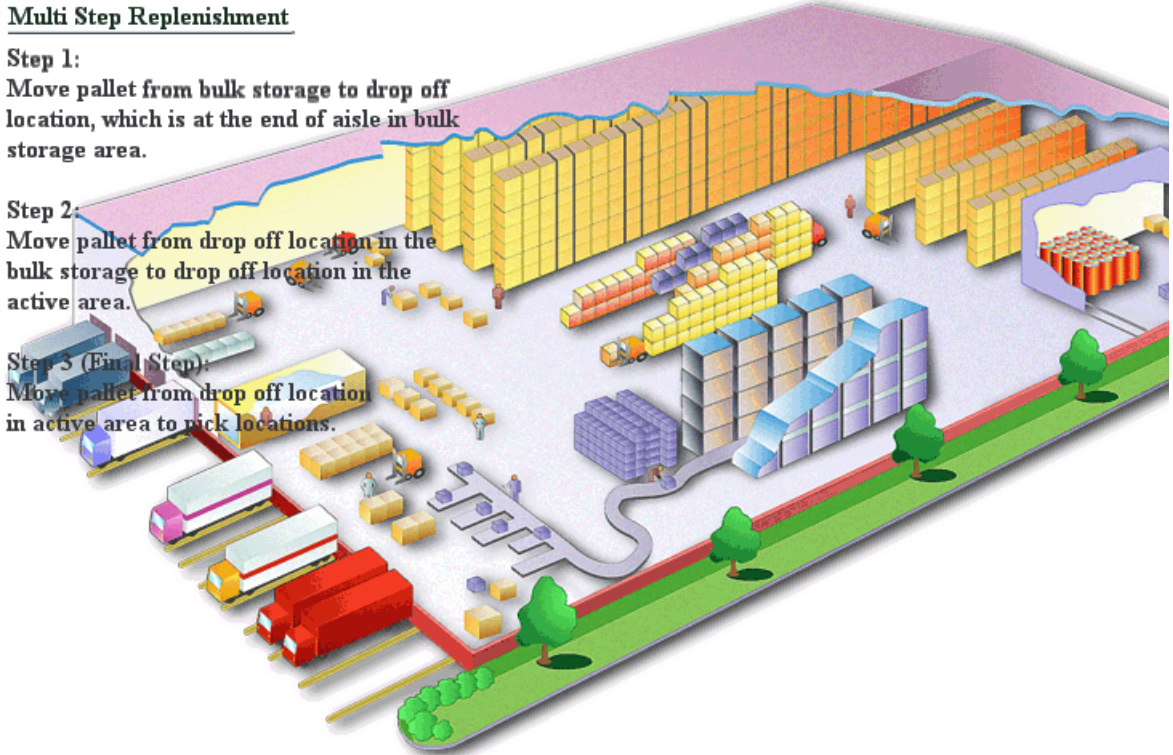 Multi Step Replenishment
Step 1:
Move pallet from bulk storage to drop off
location, which is at the end of aisle in bulk
storage area.
Step 2:
Move pallet from drop off location in the
bulk storage to drop off location in the
active area.
Step 3 (Final Step):
Move pallet from drop off location
in active area to pick locations.